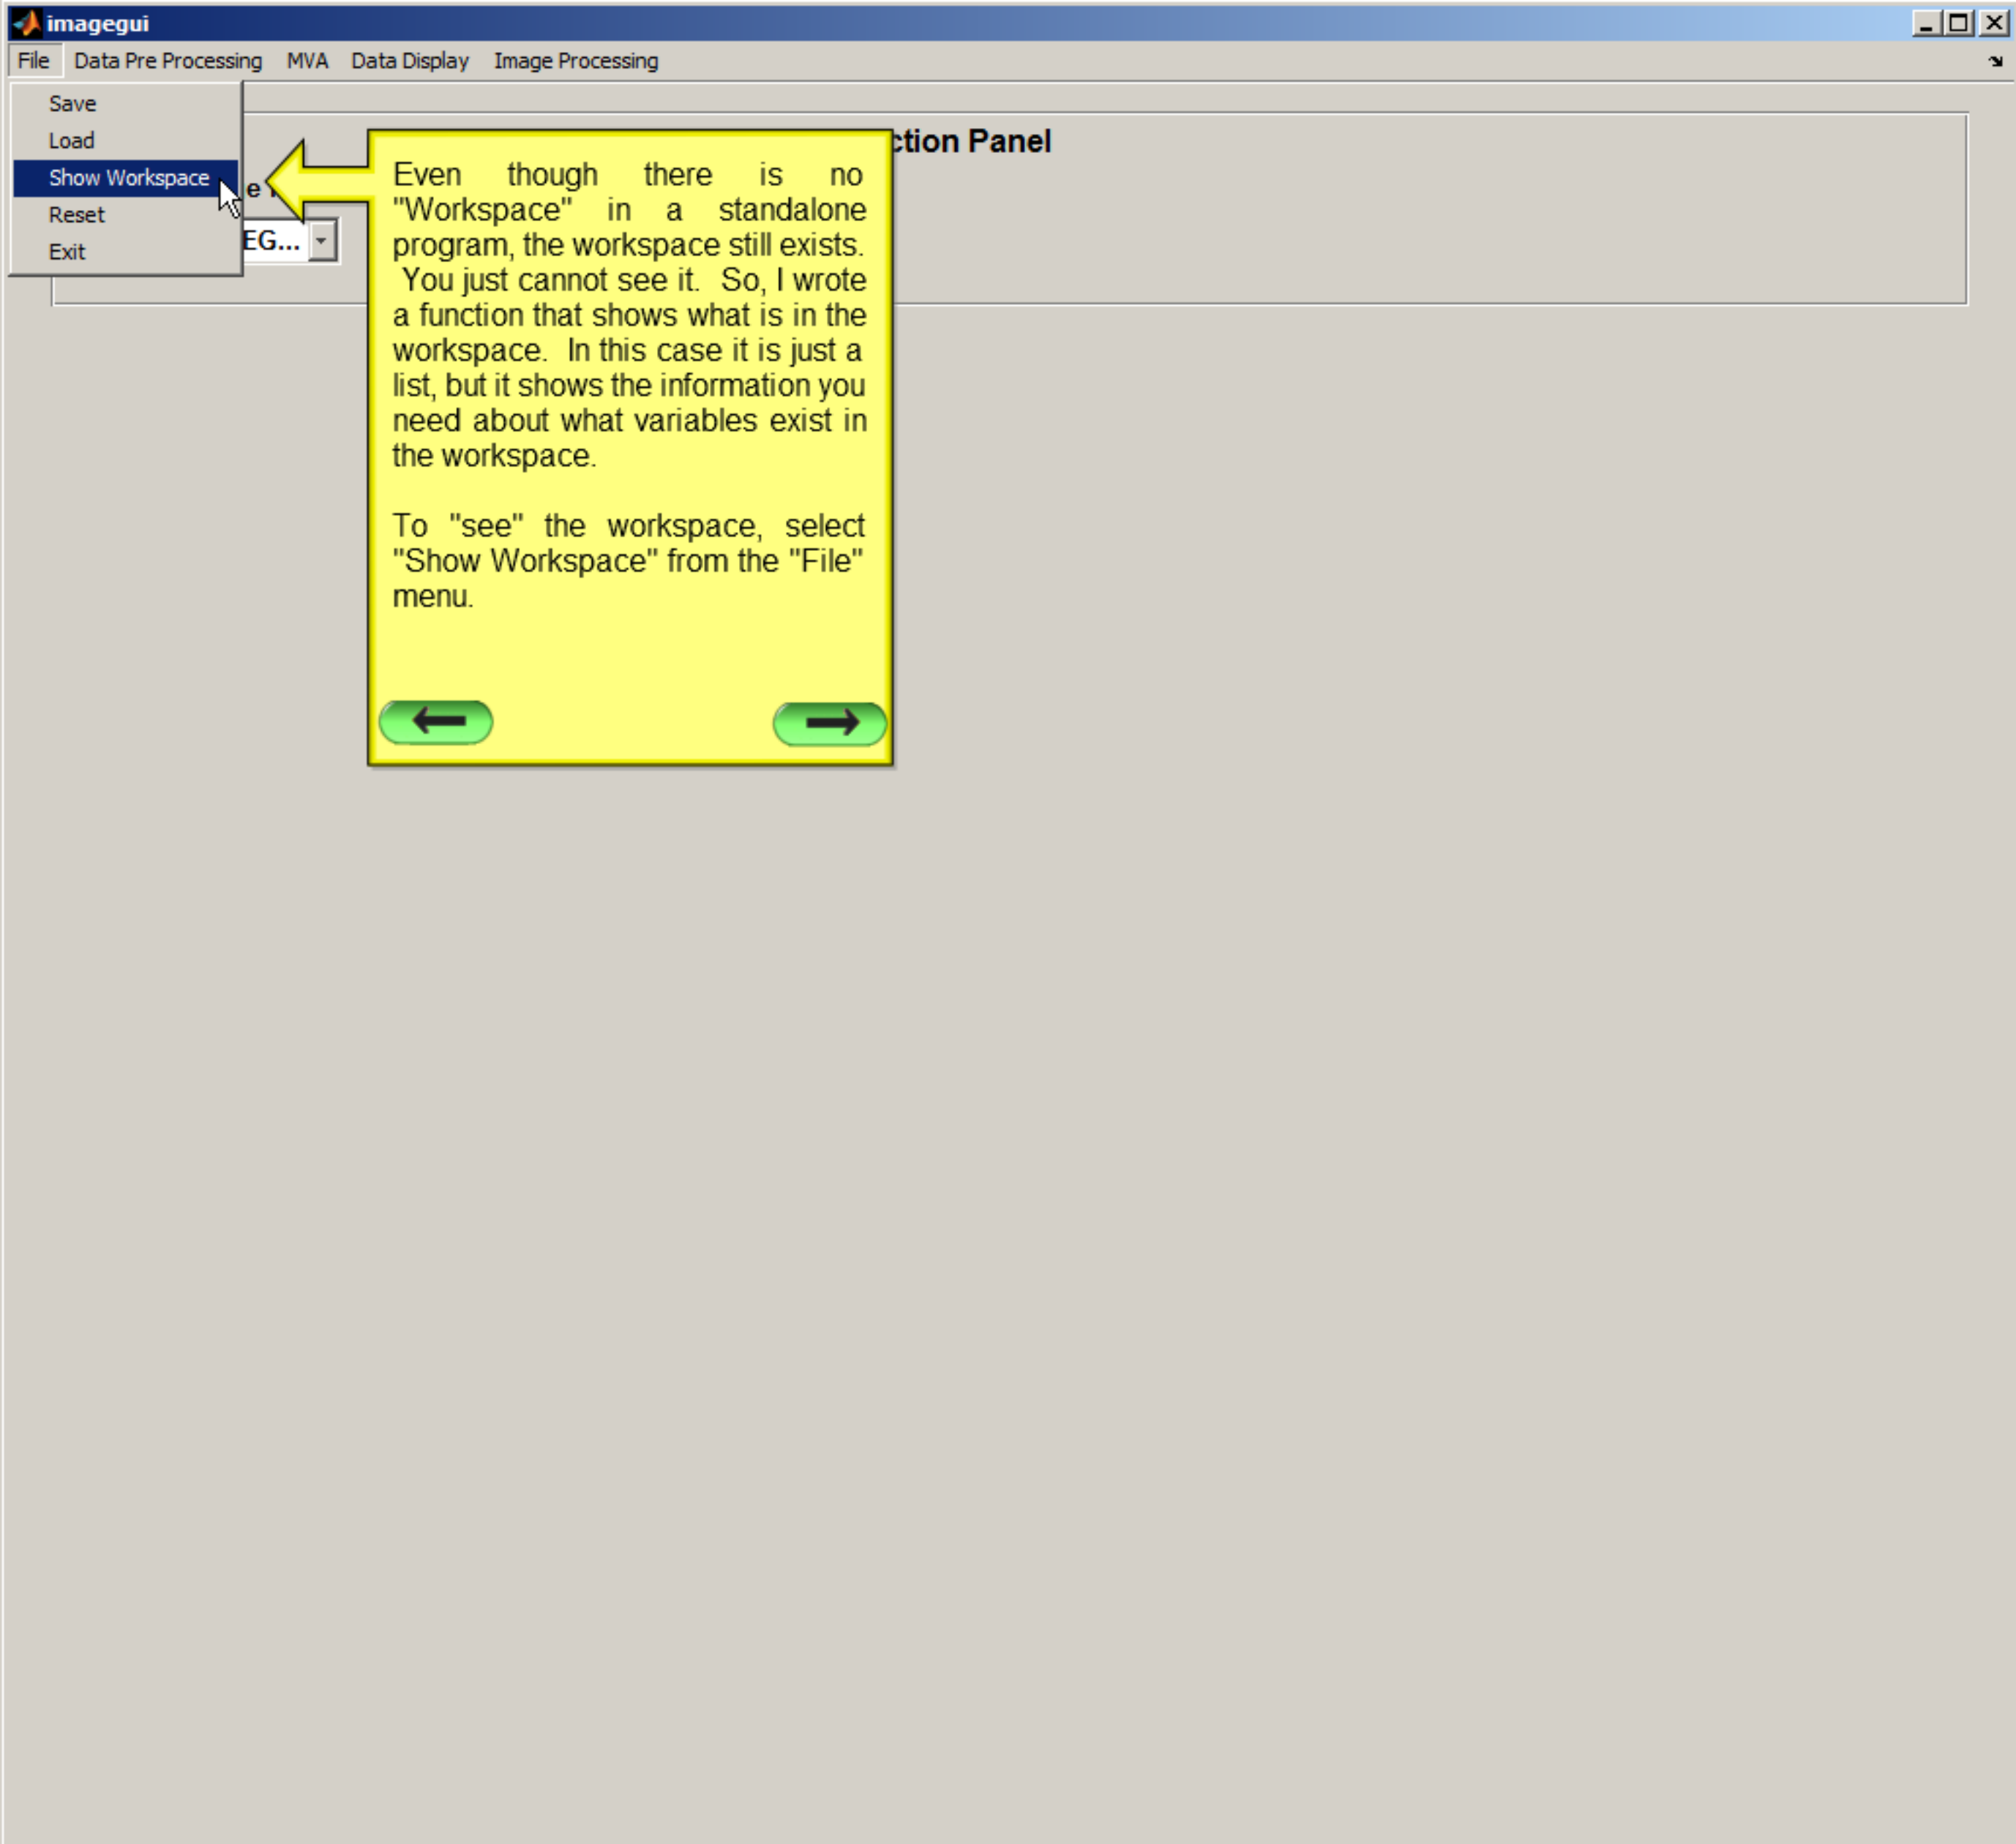 imagegui
File Data Pre Processing MVA Data Display Image Processing
Save
Load
Show Workspace
Reset
Exit
EG...
ction Panel
Even though there is no
"Workspace" in a standalone
program, the workspace still exists.
You just cannot see it. So, I wrote
a function that shows what is in the
workspace. In this case it is just a
list, but it shows the information you
need about what variables exist in
the workspace.
To "see" the workspace, select
"Show Workspace" from the "File"
menu.